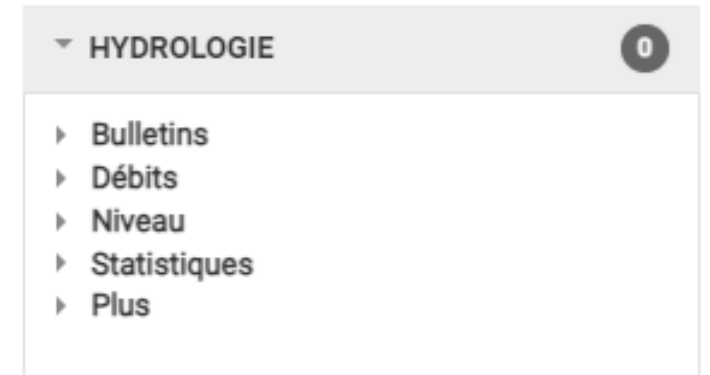 HYDROLOGIE 0
Bulletins
Débits
Niveau
Statistiques
Plus